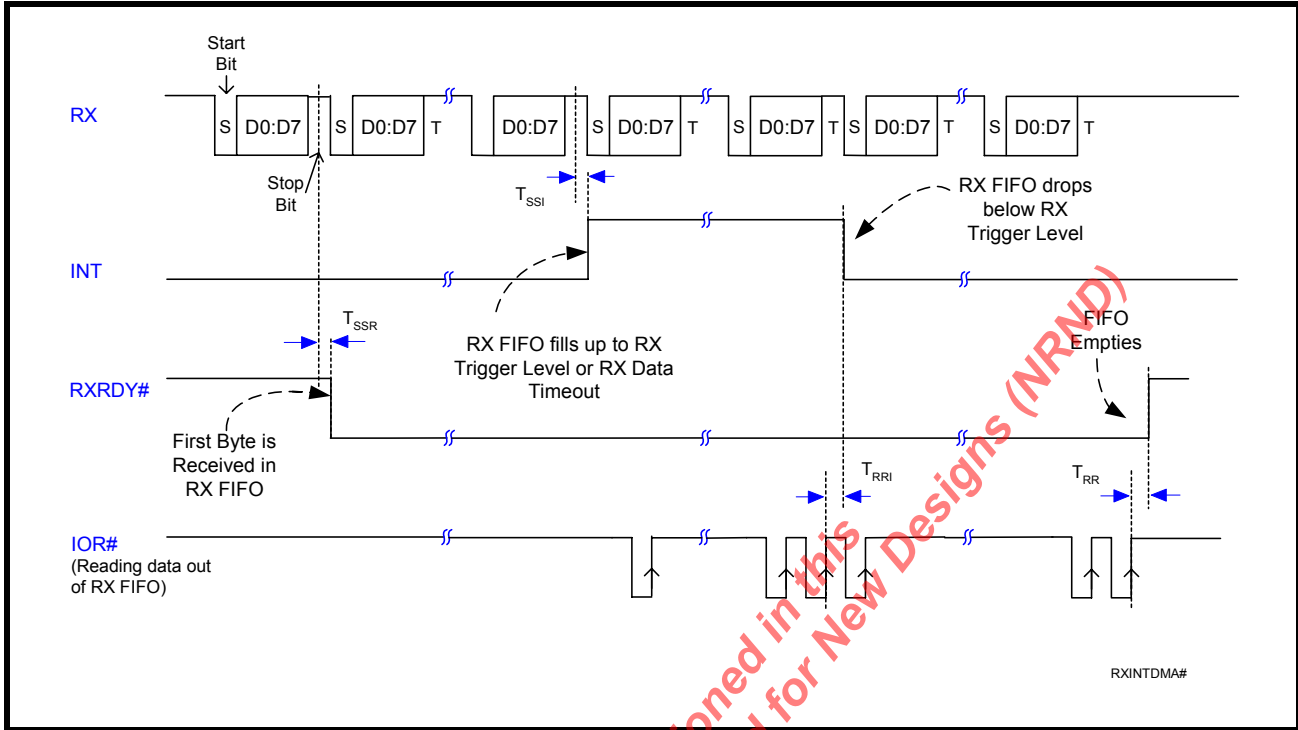 Start
Bit
RX
S D0:D7 S D0:D7 T D0:D7 S D0:D7 T S D0:D7 T S D0:D7 T S D0:D7 T
Stop
Bit
TSSI
RX FIFO drops
below RX
Trigger Level
INT
TSSR
RX FIFO fills up to RX
Trigger Level or RX Data
Timeout
FIFO
Empties
RXRDY#
First Byte is
Received in
RX FIFO
TRRI
TRR
IOR#
(Reading data out
of RX FIFO)
RXINTDMA#
oned in this
for New Designs (NRND)